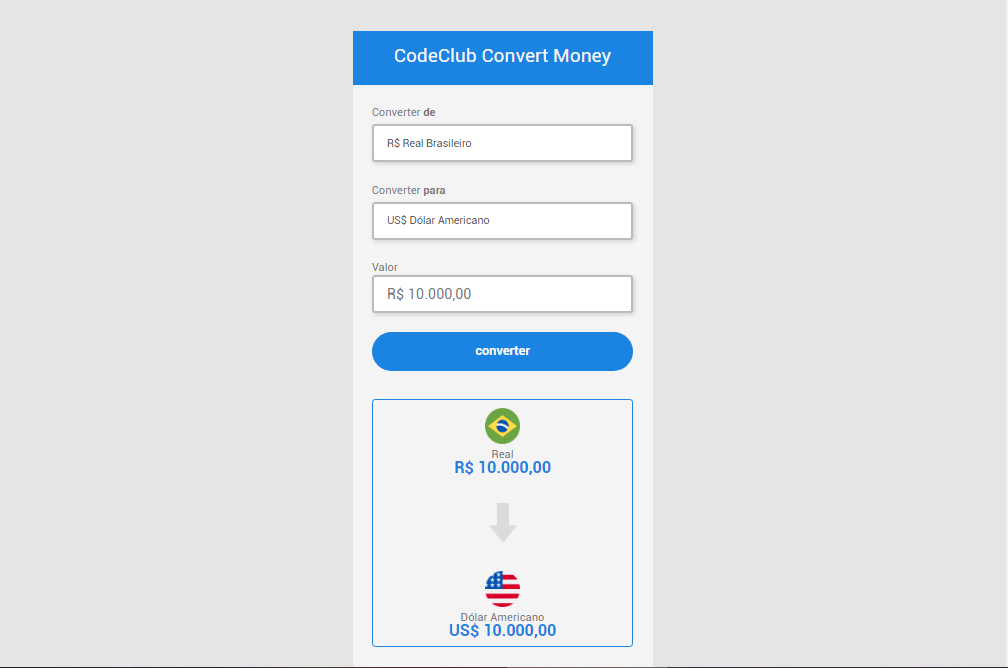 CodeClub Convert Money
Converter de
R$ Real Brasileiro
Converter para
US$ Dólar Americano
Valor
R$ 10.000,00
converter
Real
R$ 10.000,00
Dólar Americano
US$ 10.000,00